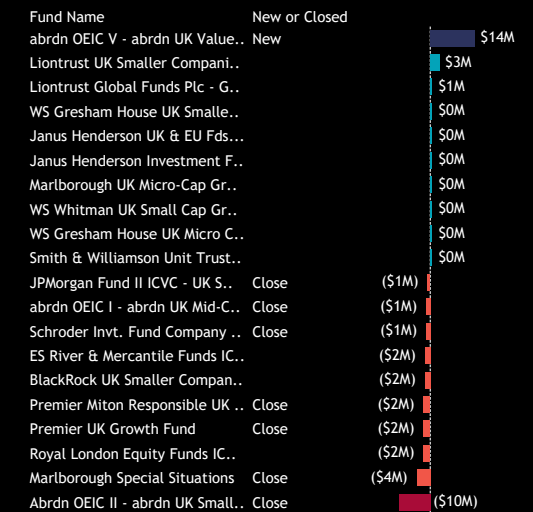 Fund Name New or Closed
abrdn OEIC V - abrdn UK Value.. New $14M
Liontrust UK Smaller Compani.. $3M
Liontrust Global Funds Plc - G.. $1M
WS Gresham House UK Smalle.. $0M
Janus Henderson UK & EU Fds... $0M
Janus Henderson Investment F.. $0M
Marlborough UK Micro-Cap Gr.. $0M
WS Whitman UK Small Cap Gr.. $0M
WS Gresham House UK Micro C.. $0M
Smith & Williamson Unit Trust.. $0M
JPMorgan Fund II ICVC - UK S.. Close ($1M)
abrdn OEIC I - abrdn UK Mid-C.. Close ($1M)
Schroder Invt. Fund Company .. Close ($1M)
ES River & Mercantile Funds IC.. ($2M)
BlackRock UK Smaller Compan.. ($2M)
Premier Miton Responsible UK .. Close ($2M)
Premier UK Growth Fund Close ($2M)
Royal London Equity Funds IC.. ($2M)
Marlborough Special Situations Close ($4M)
Abrdn OEIC II - abrdn UK Small.. Close ($10M)